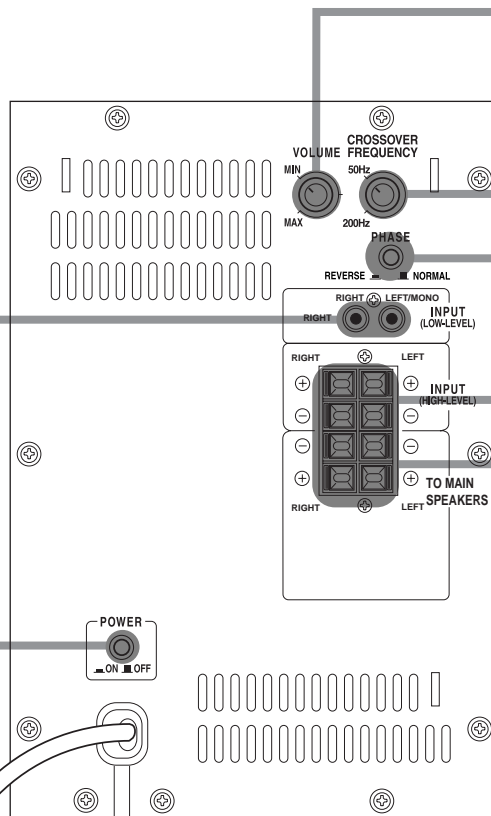 CROSSOVER
VOLUME FREQUENCY
MIN 50Hz
MAX 200Hz
PHASE
REVERSE NORMAL
RIGHT LEFT/MONO
RIGHT INPUT
(LOW-LEVEL)
RIGHT LEFT
+ + INPUT
(HIGH-LEVEL)
− −
− −
+ + TO MAIN
SPEAKERS
RIGHT LEFT
POWER
ON OFF